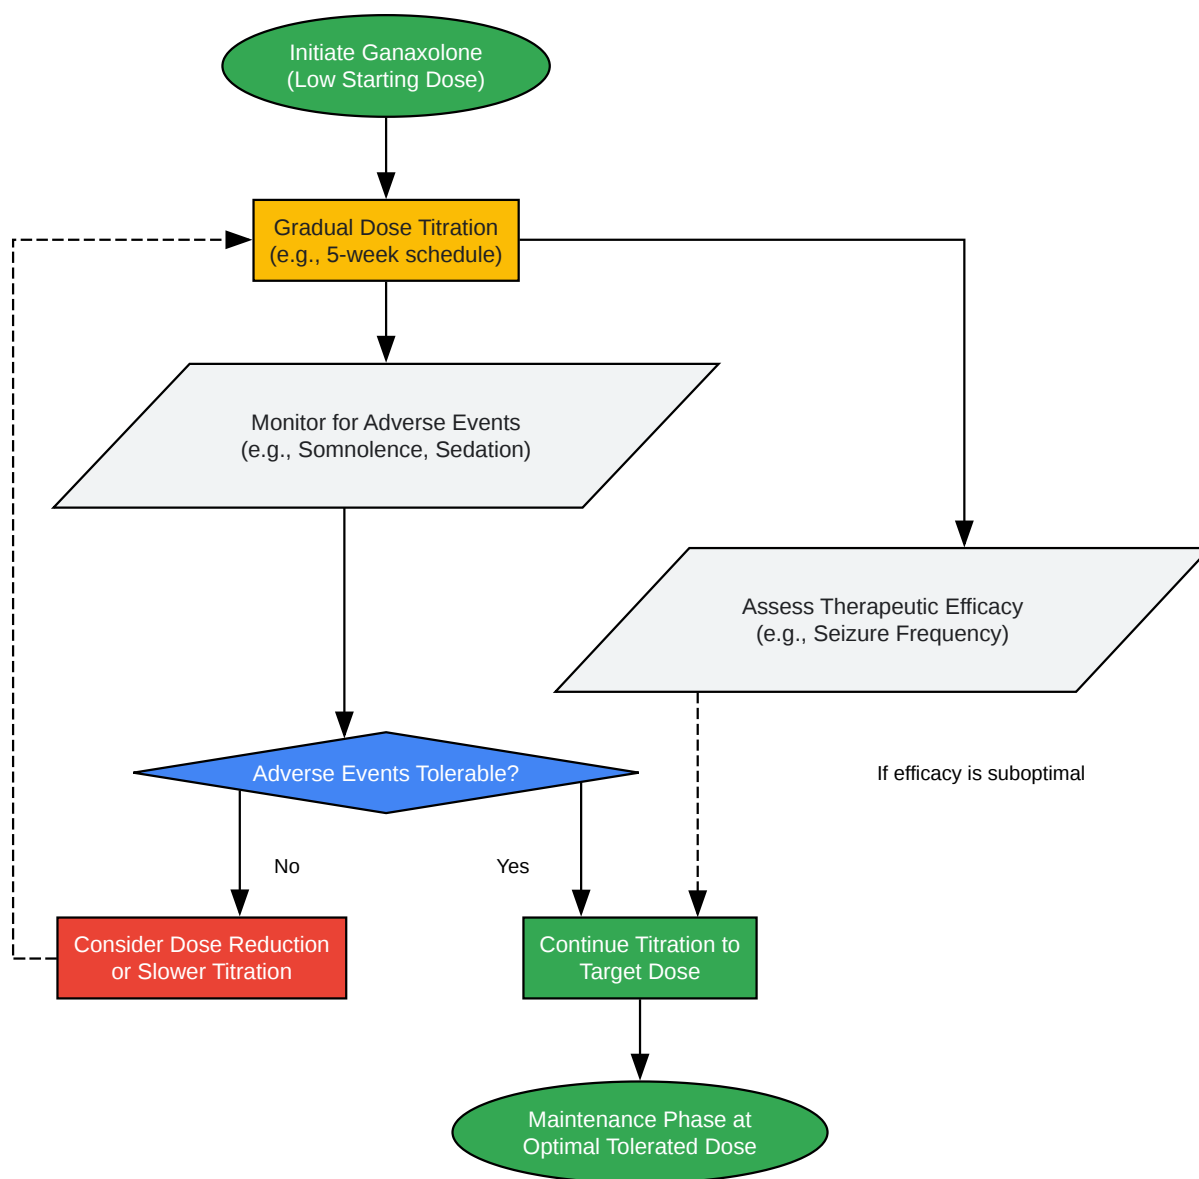 Initiate Ganaxolone
(Low Starting Dose)
Gradual Dose Titration
(e.g., 5-week schedule)
Monitor for Adverse Events
(e.g., Somnolence, Sedation)
Assess Therapeutic Efficacy
(e.g., Seizure Frequency)
Adverse Events Tolerable?
If efficacy is suboptimal
No
Yes
Consider Dose Reduction
or Slower Titration
Continue Titration to
Target Dose
Maintenance Phase at
Optimal Tolerated Dose